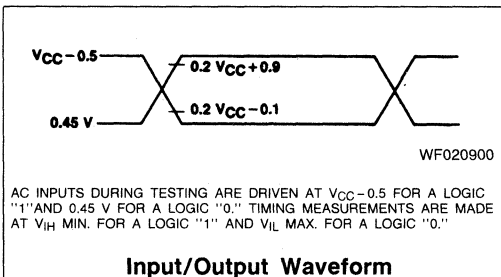 VCC−0.5
0.2 VCC+0.9
0.2 VCC−0.1
0.45 V
WF020900
AC INPUTS DURING TESTING ARE DRIVEN AT VCC−0.5 FOR A LOGIC
"1"AND 0.45 V FOR A LOGIC "0." TIMING MEASUREMENTS ARE MADE
AT VIH MIN. FOR A LOGIC "1" AND VIL MAX. FOR A LOGIC "0."
Input/Output Waveform